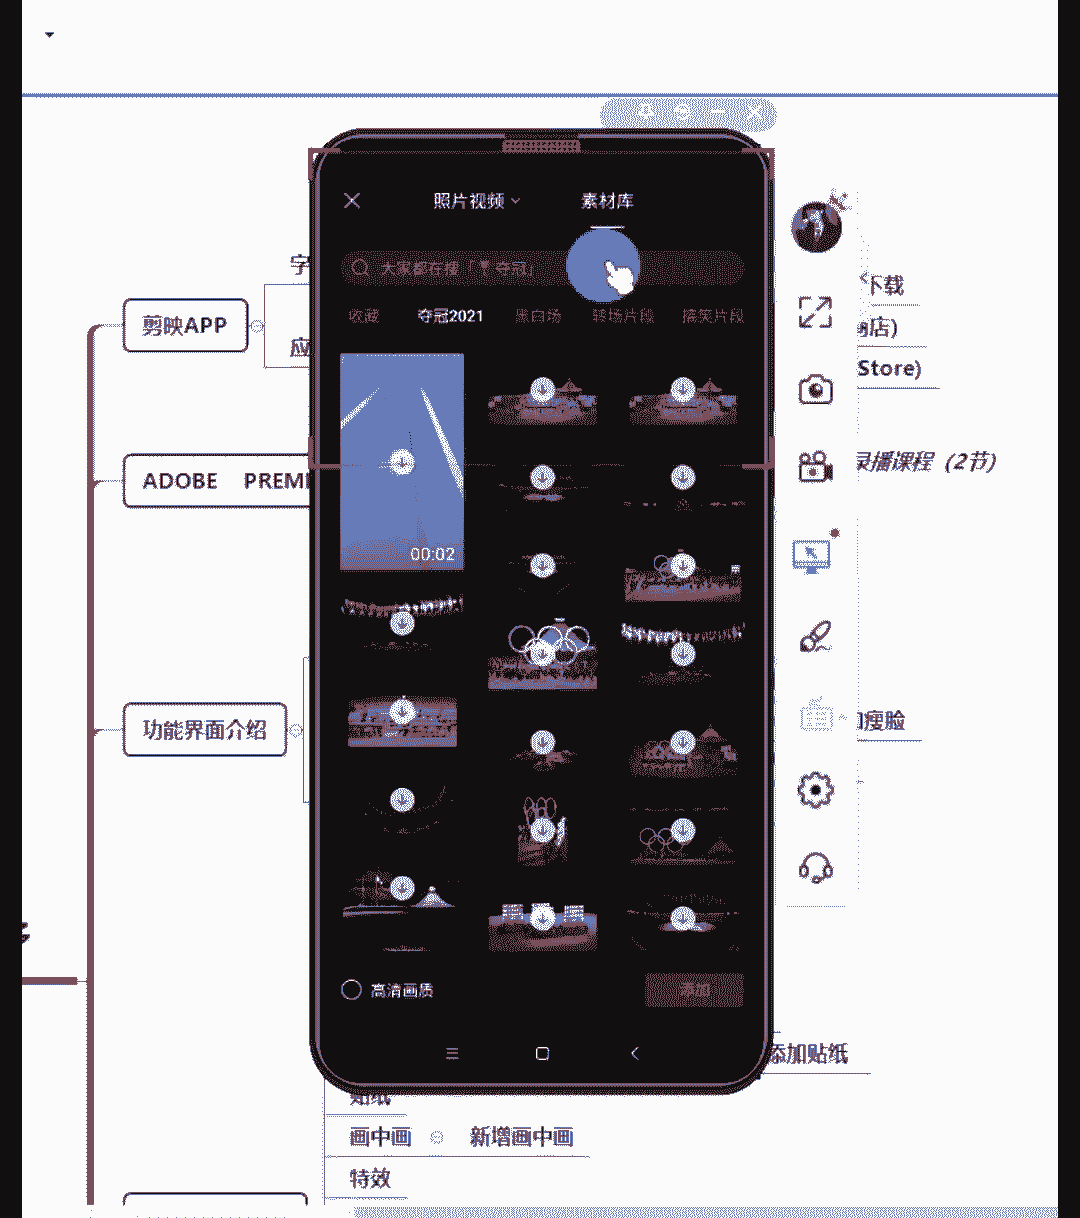 照片视频 素材库
大家都在搜「 夺冠」
收藏 夺冠2021 黑白场 转场片段 搞笑片段
00:02
高清画质 添加
字
剪映APP
应
下载
店)
Store)
录播课程（2节）
ADOBE PREMI
功能界面介绍
瘦脸
添加贴纸
贴纸
画中画 新增画中画
特效